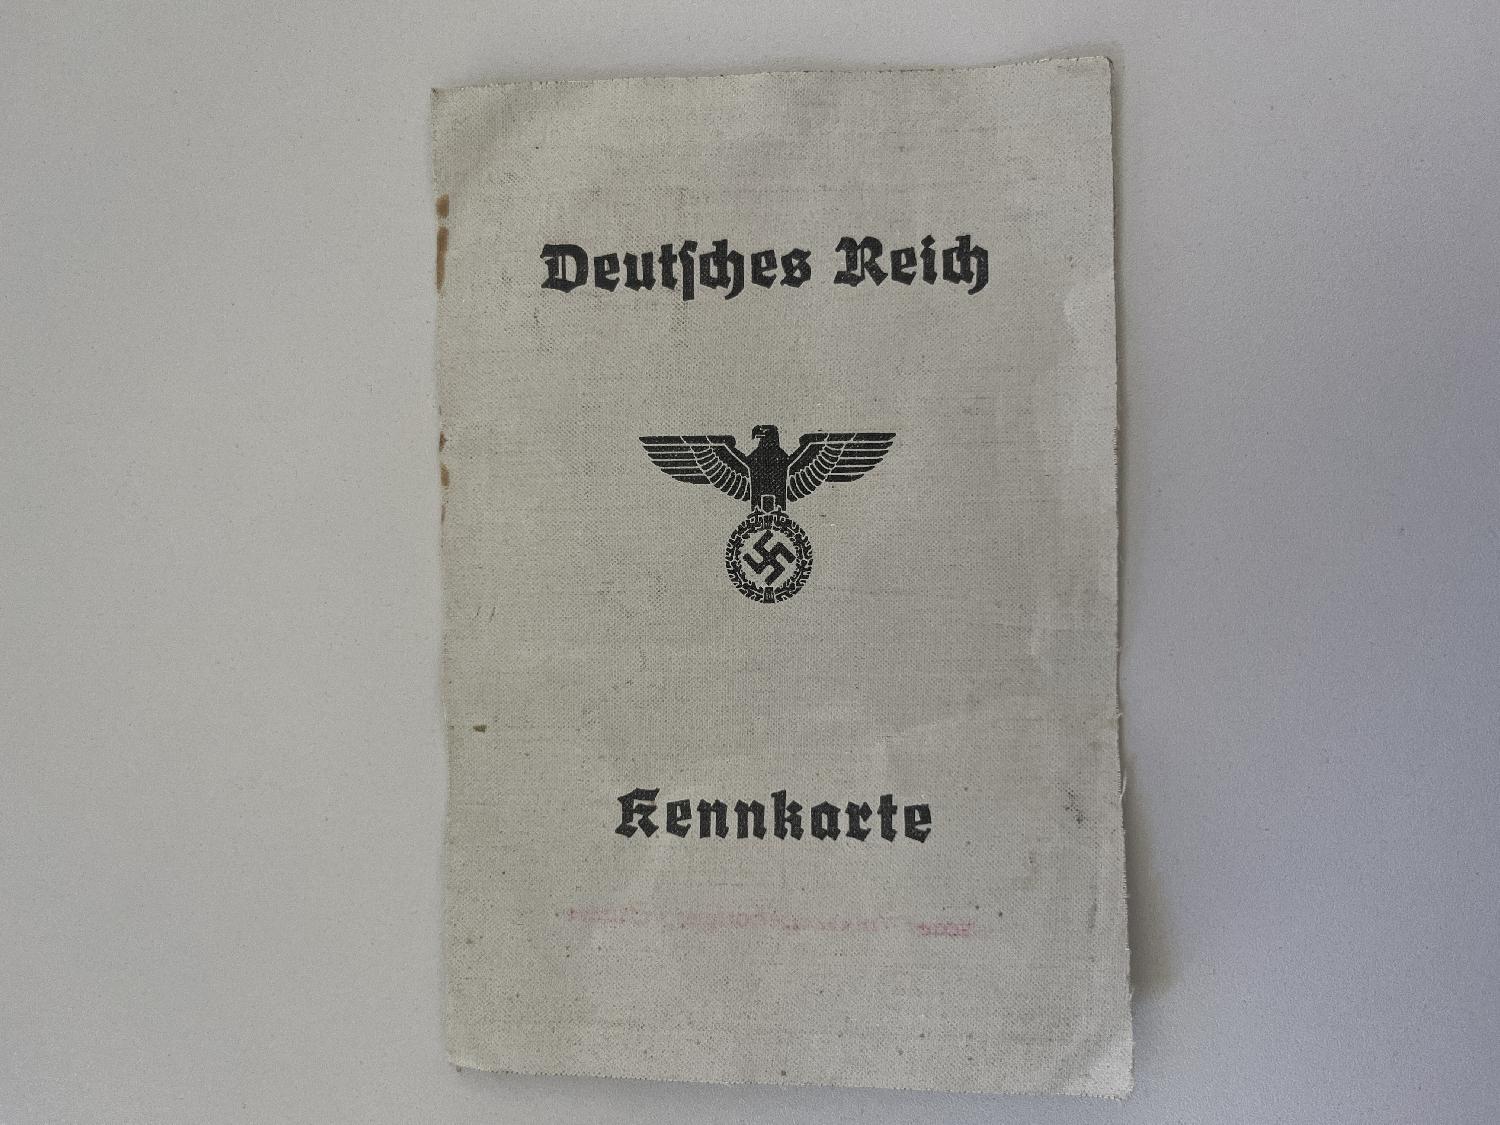 Deutſches Reich
Kennkarte